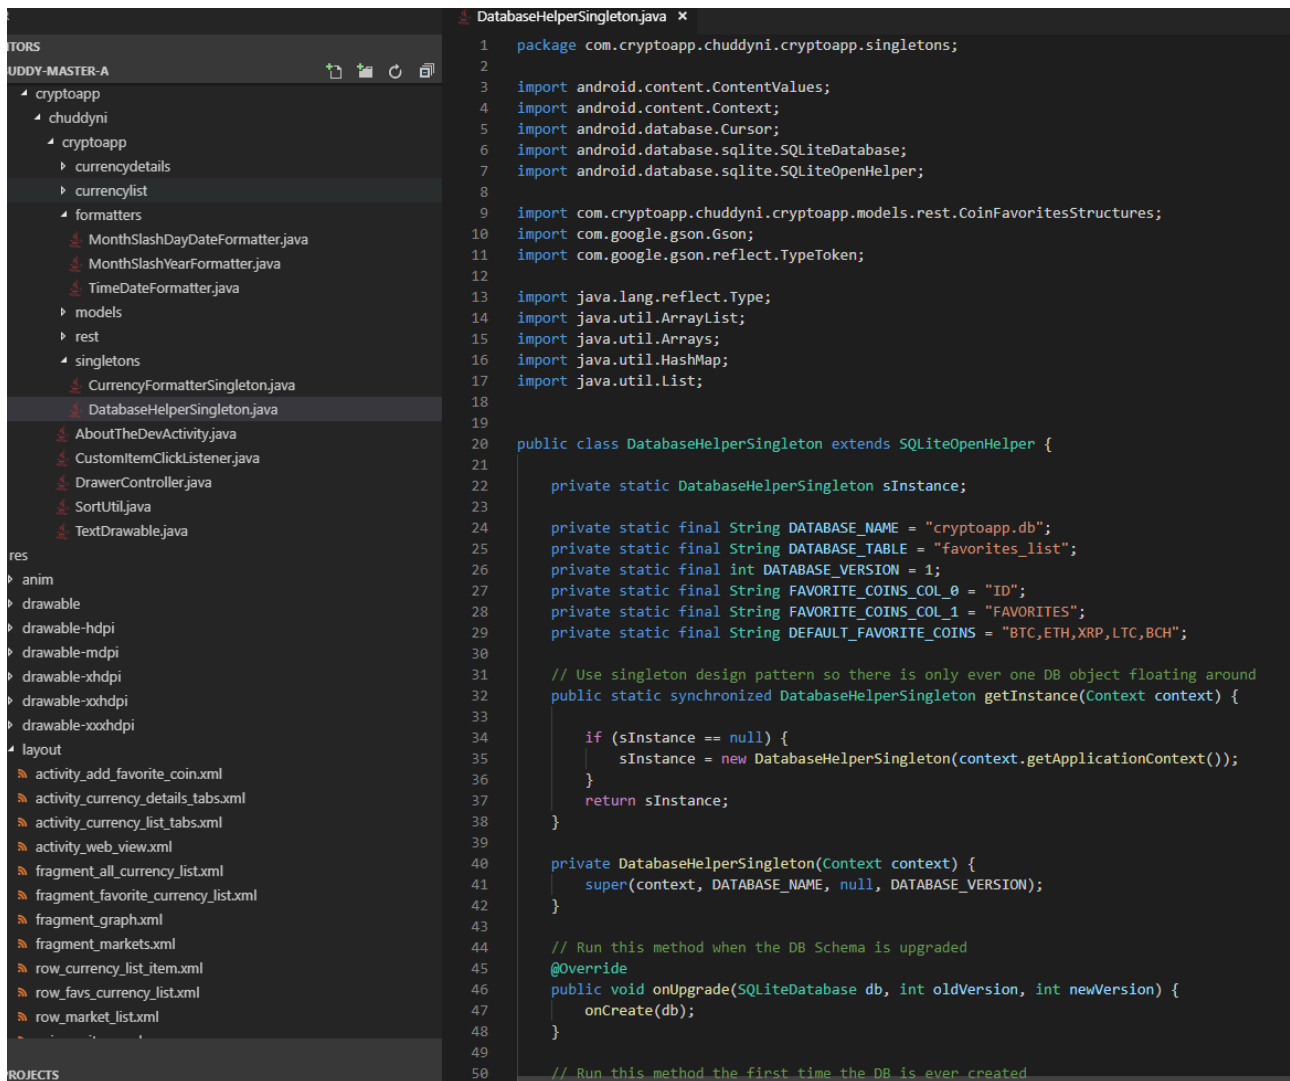 ITORS
UDDY-MASTER-A
cryptoapp
chuddyni
cryptoapp
currencydetails
currencylist
formatters
MonthSlashDayDateFormatter.java
MonthSlashYearFormatter.java
TimeDateFormatter.java
models
rest
singletons
CurrencyFormatterSingleton.java
DatabaseHelperSingleton.java
AboutTheDevActivity.java
CustomItemClickListener.java
DrawerController.java
SortUtil.java
TextDrawable.java
res
anim
drawable
drawable-hdpi
drawable-mdpi
drawable-xhdpi
drawable-xxhdpi
drawable-xxxhdpi
layout
activity_add_favorite_coin.xml
activity_currency_details_tabs.xml
activity_currency_list_tabs.xml
activity_web_view.xml
fragment_all_currency_list.xml
fragment_favorite_currency_list.xml
fragment_graph.xml
fragment_markets.xml
row_currency_list_item.xml
row_favs_currency_list.xml
row_market_list.xml
ROJECTS
DatabaseHelperSingleton.java ×
1 package com.cryptoapp.chuddyni.cryptoapp.singletons;
2
3 import android.content.ContentValues;
4 import android.content.Context;
5 import android.database.Cursor;
6 import android.database.sqlite.SQLiteDatabase;
7 import android.database.sqlite.SQLiteOpenHelper;
8
9 import com.cryptoapp.chuddyni.cryptoapp.models.rest.CoinFavoritesStructures;
10 import com.google.gson.Gson;
11 import com.google.gson.reflect.TypeToken;
12
13 import java.lang.reflect.Type;
14 import java.util.ArrayList;
15 import java.util.Arrays;
16 import java.util.HashMap;
17 import java.util.List;
18
19
20 public class DatabaseHelperSingleton extends SQLiteOpenHelper {
21
22 private static DatabaseHelperSingleton sInstance;
23
24 private static final String DATABASE_NAME = "cryptoapp.db";
25 private static final String DATABASE_TABLE = "favorites_list";
26 private static final int DATABASE_VERSION = 1;
27 private static final String FAVORITE_COINS_COL_0 = "ID";
28 private static final String FAVORITE_COINS_COL_1 = "FAVORITES";
29 private static final String DEFAULT_FAVORITE_COINS = "BTC,ETH,XRP,LTC,BCH";
30
31 // Use singleton design pattern so there is only ever one DB object floating around
32 public static synchronized DatabaseHelperSingleton getInstance(Context context) {
33
34 if (sInstance == null) {
35 sInstance = new DatabaseHelperSingleton(context.getApplicationContext());
36 }
37 return sInstance;
38 }
39
40 private DatabaseHelperSingleton(Context context) {
41 super(context, DATABASE_NAME, null, DATABASE_VERSION);
42 }
43
44 // Run this method when the DB Schema is upgraded
45 @Override
46 public void onUpgrade(SQLiteDatabase db, int oldVersion, int newVersion) {
47 onCreate(db);
48 }
49
50 // Run this method the first time the DB is ever created